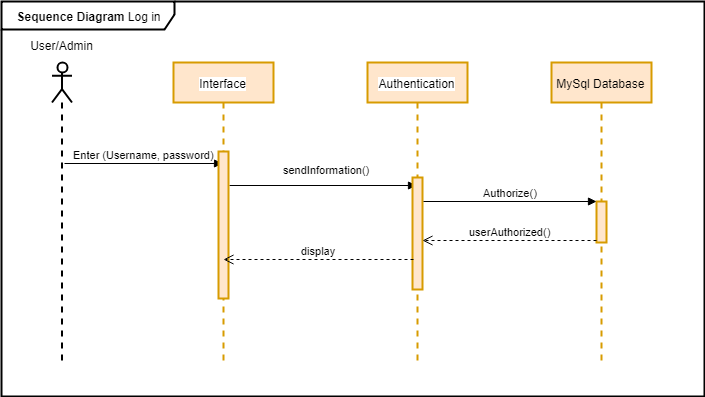 Sequence Diagram Log in
User/Admin
Interface
Authentication
MySql Database
Enter (Username, password)
sendInformation()
Authorize()
userAuthorized()
display